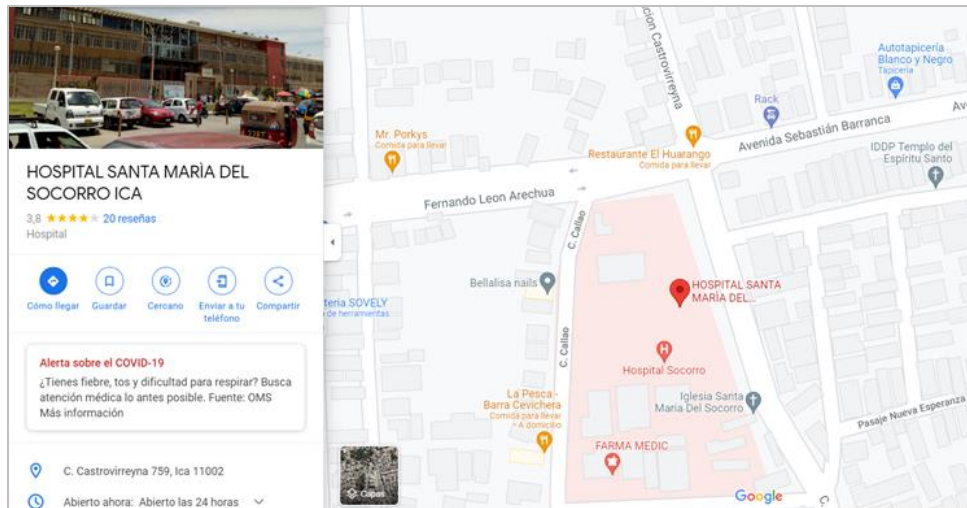 HOSPITAL SANTA MARÌA DEL
SOCORRO ICA
3,8 20 reseñas
Hospital
Cómo llegar
Guardar
Cercano
Enviar a tu
teléfono
Compartir
Alerta sobre el COVID-19
¿Tienes fiebre, tos y dificultad para respirar? Busca
atención médica lo antes posible. Fuente: OMS
Más información
C. Castrovirreyna 759, Ica 11002
Abierto ahora: Abierto las 24 horas
cion Castrovirreyna
Autotapicería
Blanco y Negro
Tapicería
Rack
Av
Mr. Porkys
Comida para llevar
Restaurante El Huarango
Comida para llevar
Avenida Sebastián Barranca
IDDP Templo del
Espíritu Santo
Fernando Leon Arechua
C. Callao
Bellalisa nails
HOSPITAL SANTA
MARÌA DEL...
teria SOVELY
de herramientas
C. Callao
Hospital Socorro
La Pesca -
Barra Cevichera
Comida para llevar
- A domicilio
Iglesia Santa
Maria Del Socorro
Pasaje Nueva Esperanza
FARMA MEDIC
Capas
Google
C.